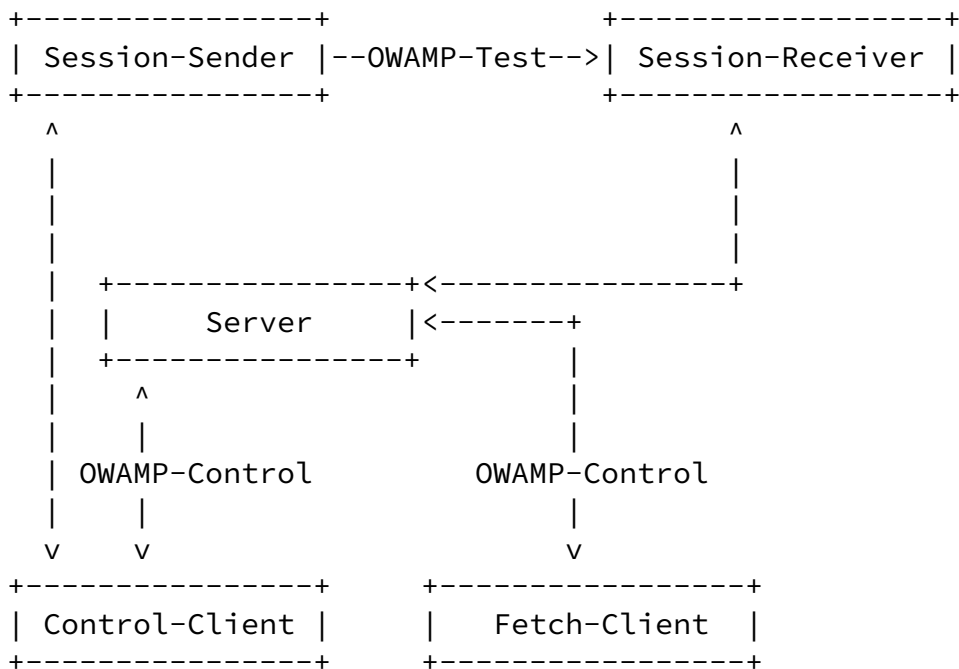 Session-Sender --OWAMP-Test--> Session-Receiver
Server
OWAMP-Control OWAMP-Control
Control-Client Fetch-Client